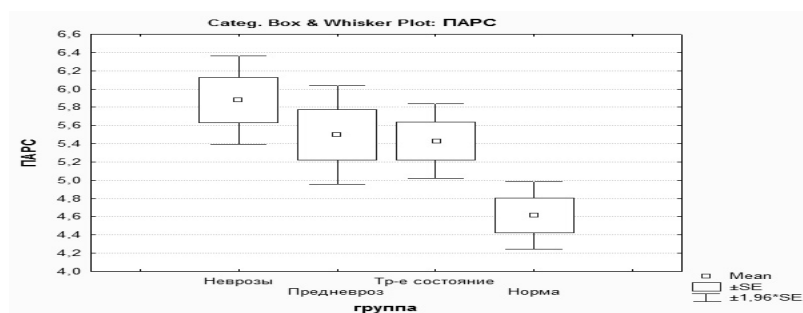 Categ. Box & Whisker Plot: ПАРС
6,6
6,4
6,2
6,0
5,8
5,6
5,4
5,2
5,0
4,8
4,6
4,4
4,2
4,0
ПАРС
Неврозы
Предневроз
Тр-е состояние
Норма
группа
Mean
±SE
±1,96*SE